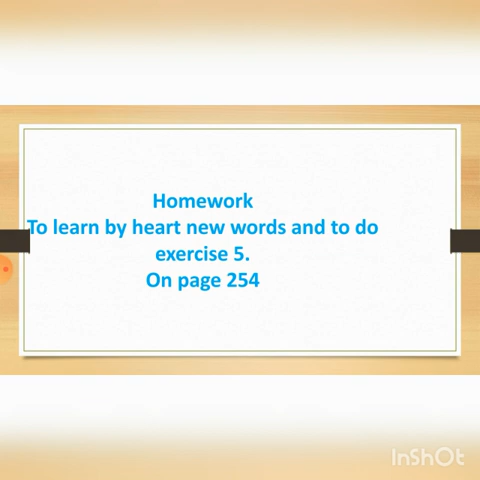 Homework
To learn by heart new words and to do
exercise 5.
On page 254
InShOt